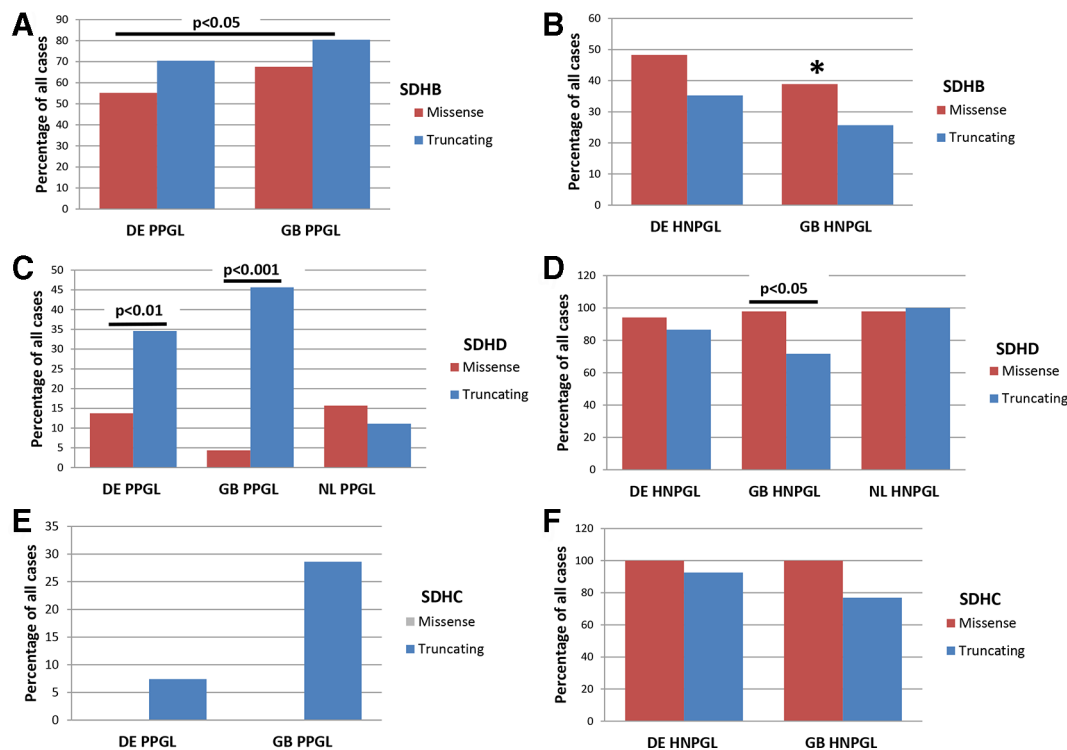 A
Percentage of all cases
90
80
70
60
50
40
30
20
10
0
p<0.05
DE PPGL
GB PPGL
SDHB
Missense
Truncating
B
Percentage of all cases
60
50
40
30
20
10
0
*
DE HNPGL
GB HNPGL
SDHB
Missense
Truncating
C
Percentage of all cases
50
45
40
35
30
25
20
15
10
5
0
p<0.01
p<0.001
DE PPGL
GB PPGL
NL PPGL
SDHD
Missense
Truncating
D
Percentage of all cases
120
100
80
60
40
20
0
p<0.05
DE HNPGL
GB HNPGL
NL HNPGL
SDHD
Missense
Truncating
E
Percentage of all cases
35
30
25
20
15
10
5
0
DE PPGL
GB PPGL
SDHC
Missense
Truncating
F
Percentage of all cases
120
100
80
60
40
20
0
DE HNPGL
GB HNPGL
SDHC
Missense
Truncating